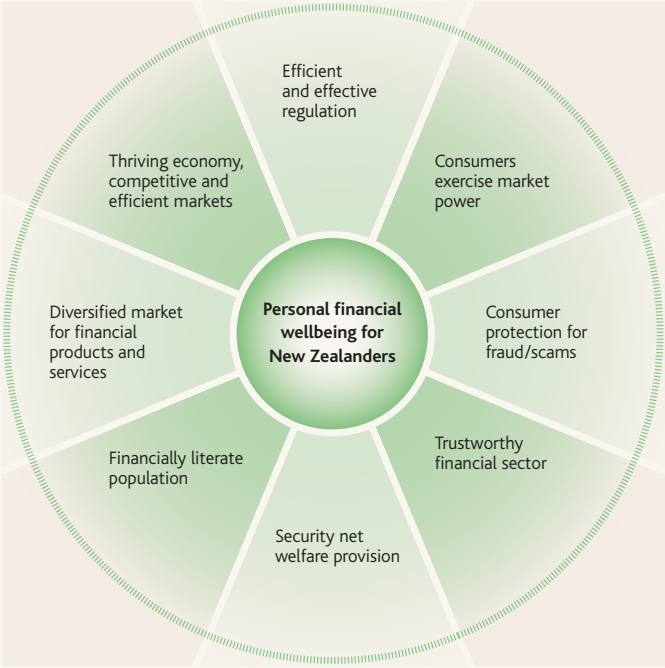 Efficient
and effective
regulation
Consumers
exercise market
power
Consumer
protection for
fraud/scams
Trustworthy
financial sector
Security net
welfare provision
Financially literate
population
Diversified market
for financial
products and
services
Thriving economy,
competitive and
efficient markets
Personal financial
wellbeing for
New Zealanders